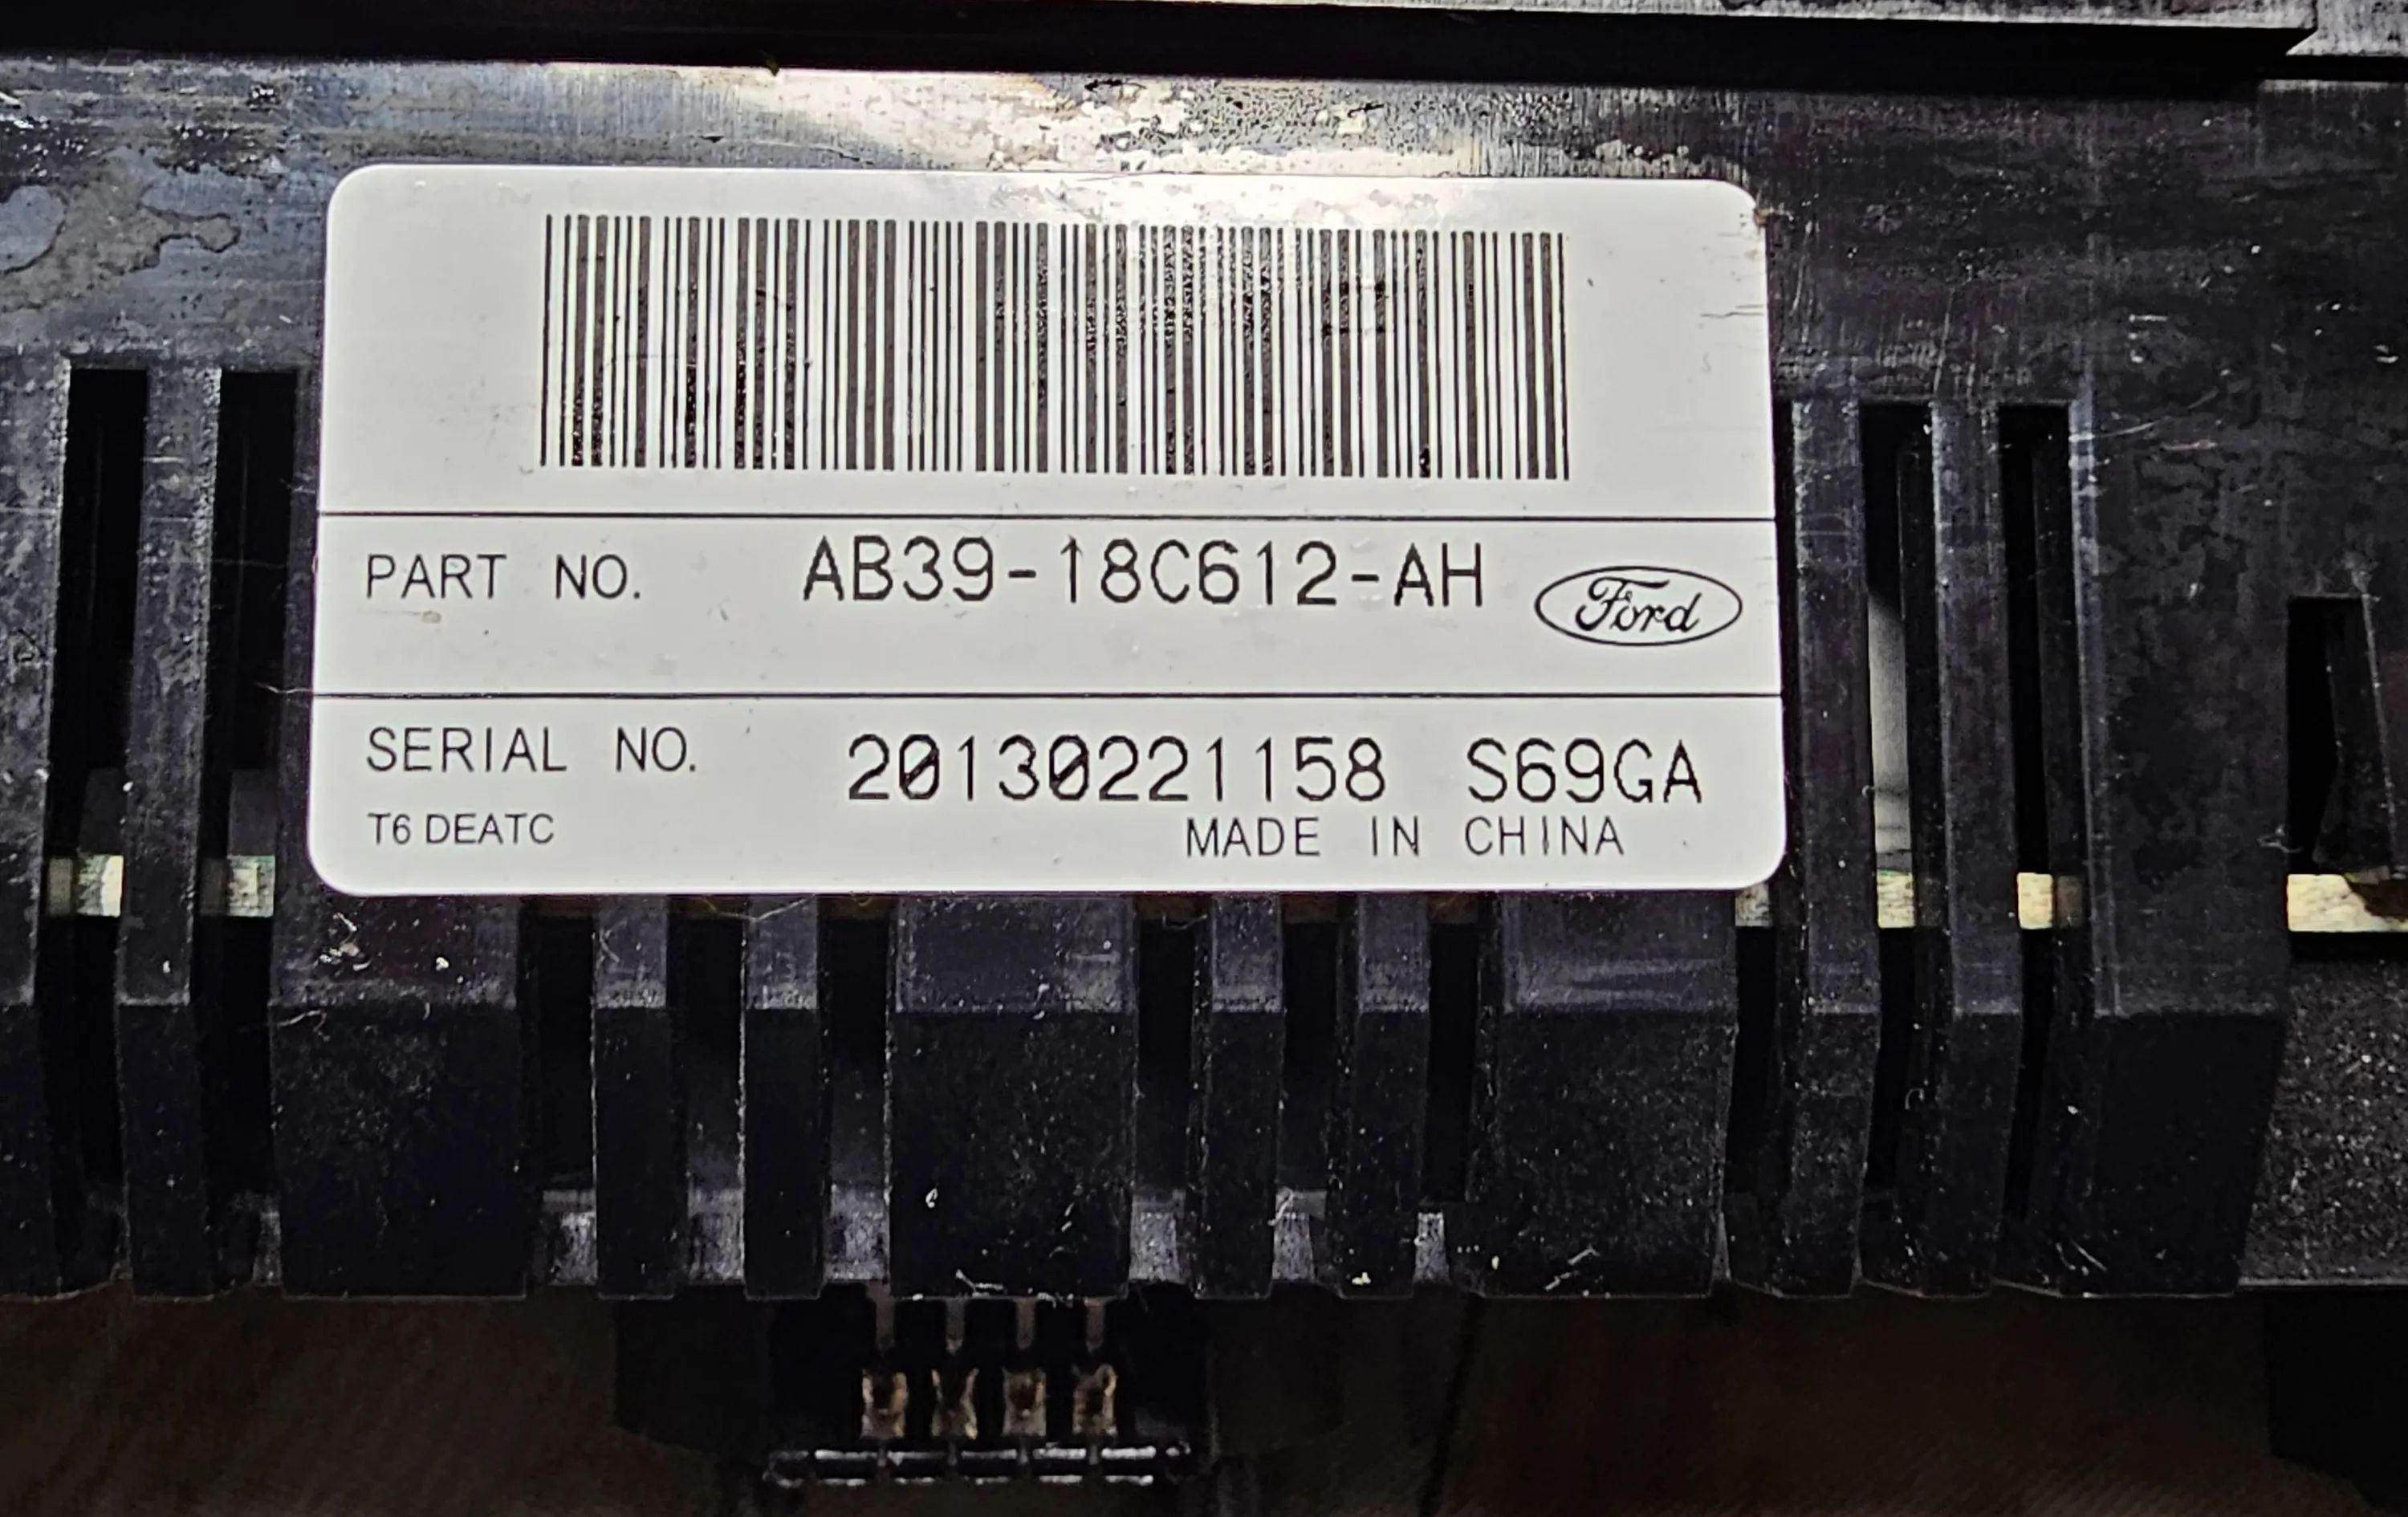 PART NO. AB39-18C612-AH Ford
SERIAL NO. 20130221158 S69GA
T6 DEATC MADE IN CHINA